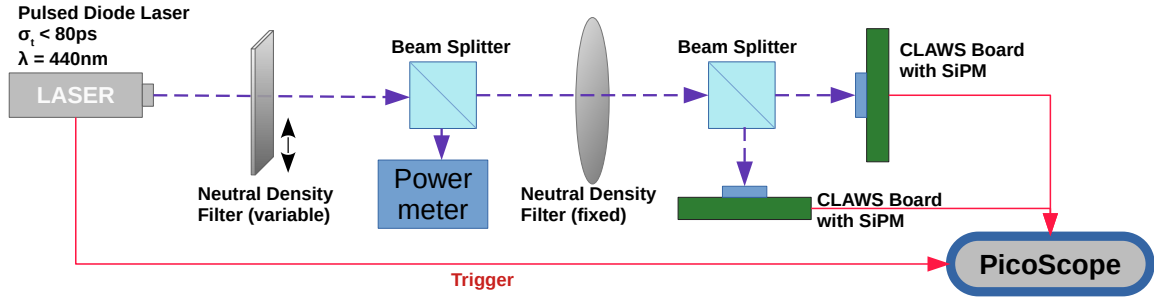 Pulsed Diode Laser
σt < 80ps
λ = 440nm
LASER
Beam Splitter
Beam Splitter
CLAWS Board
with SiPM
Power
meter
Neutral Density
Filter (variable)
Neutral Density
Filter (fixed)
CLAWS Board
with SiPM
Trigger
PicoScope